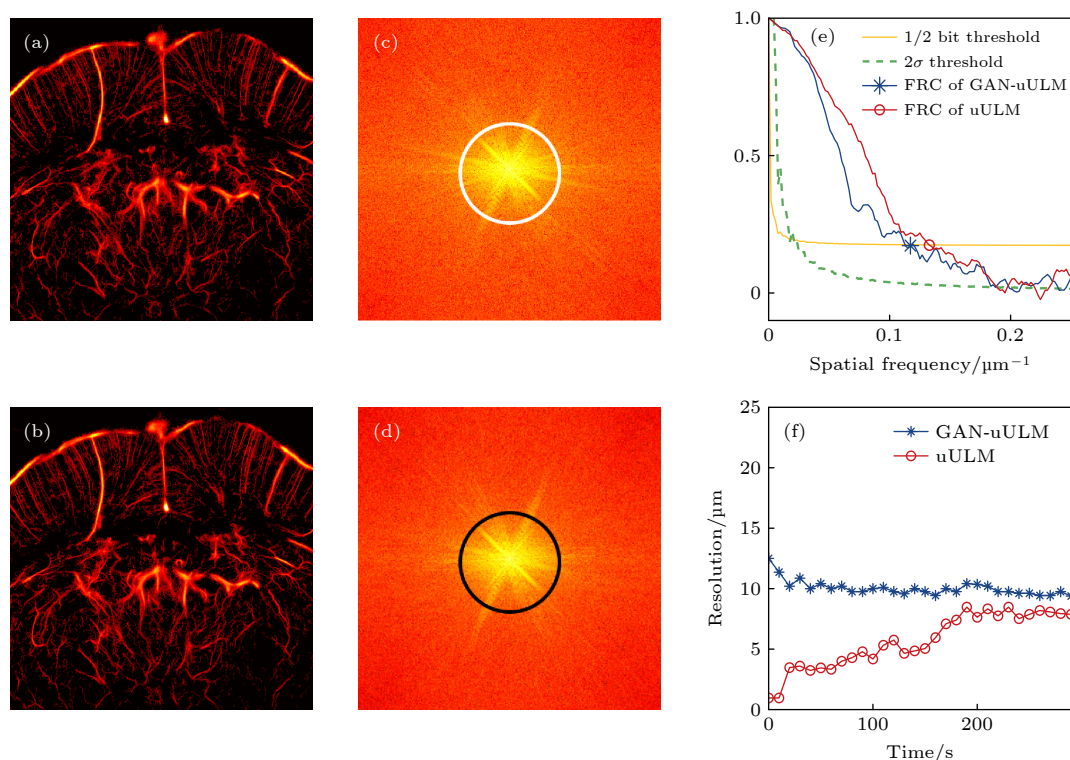 (a)
(c)
(e)
1/2 bit threshold
2σ threshold
FRC of GAN-uULM
FRC of uULM
1.0
0.5
0
0
0.1
0.2
Spatial frequency/µm⁻¹
(b)
(d)
(f)
GAN-uULM
uULM
25
20
15
10
5
0
0
100
200
Resolution/µm
Time/s